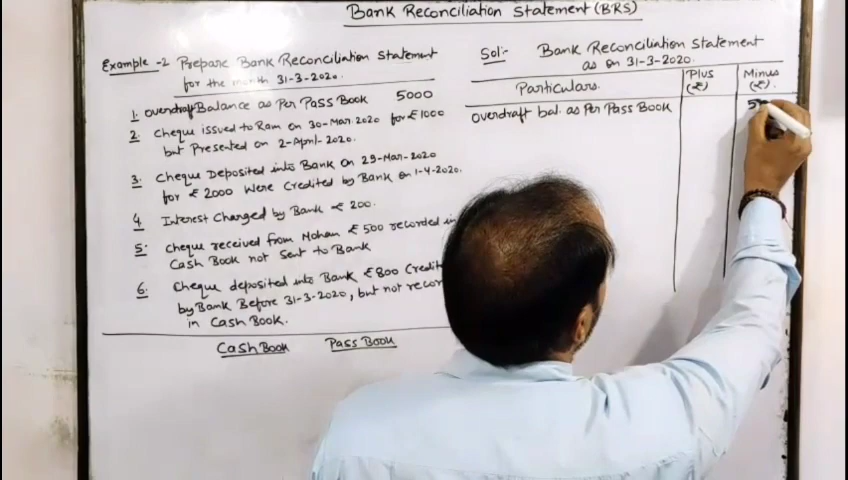 Bank Reconciliation Statement (BRS)
Example-2 Prepare Bank Reconciliation Statement
for the month 31-3-2020.
1. Overdraft Balance as Per Pass Book 5000
2. Cheque issued to Ram on 30-Mar.2020 for ₹1000
but Presented on 2-April-2020.
3. Cheque Deposited into Bank on 29-Mar-2020
for ₹ 2000 Were Credited by Bank on 1-4-2020.
4 Interest Charged by Bank ₹ 200.
5. Cheque received from Mohan ₹ 500 recorded in
Cash Book not Sent to Bank
6. Cheque deposited into Bank ₹800
by Bank Before 31-3-2020, but not
in Cash Book.
Cash Book Pass Book
Sol:- Bank Reconciliation Statement
as on 31-3-2020.
Particulars. Plus (₹) Minus (₹).
Overdraft bal. as Per Pass Book